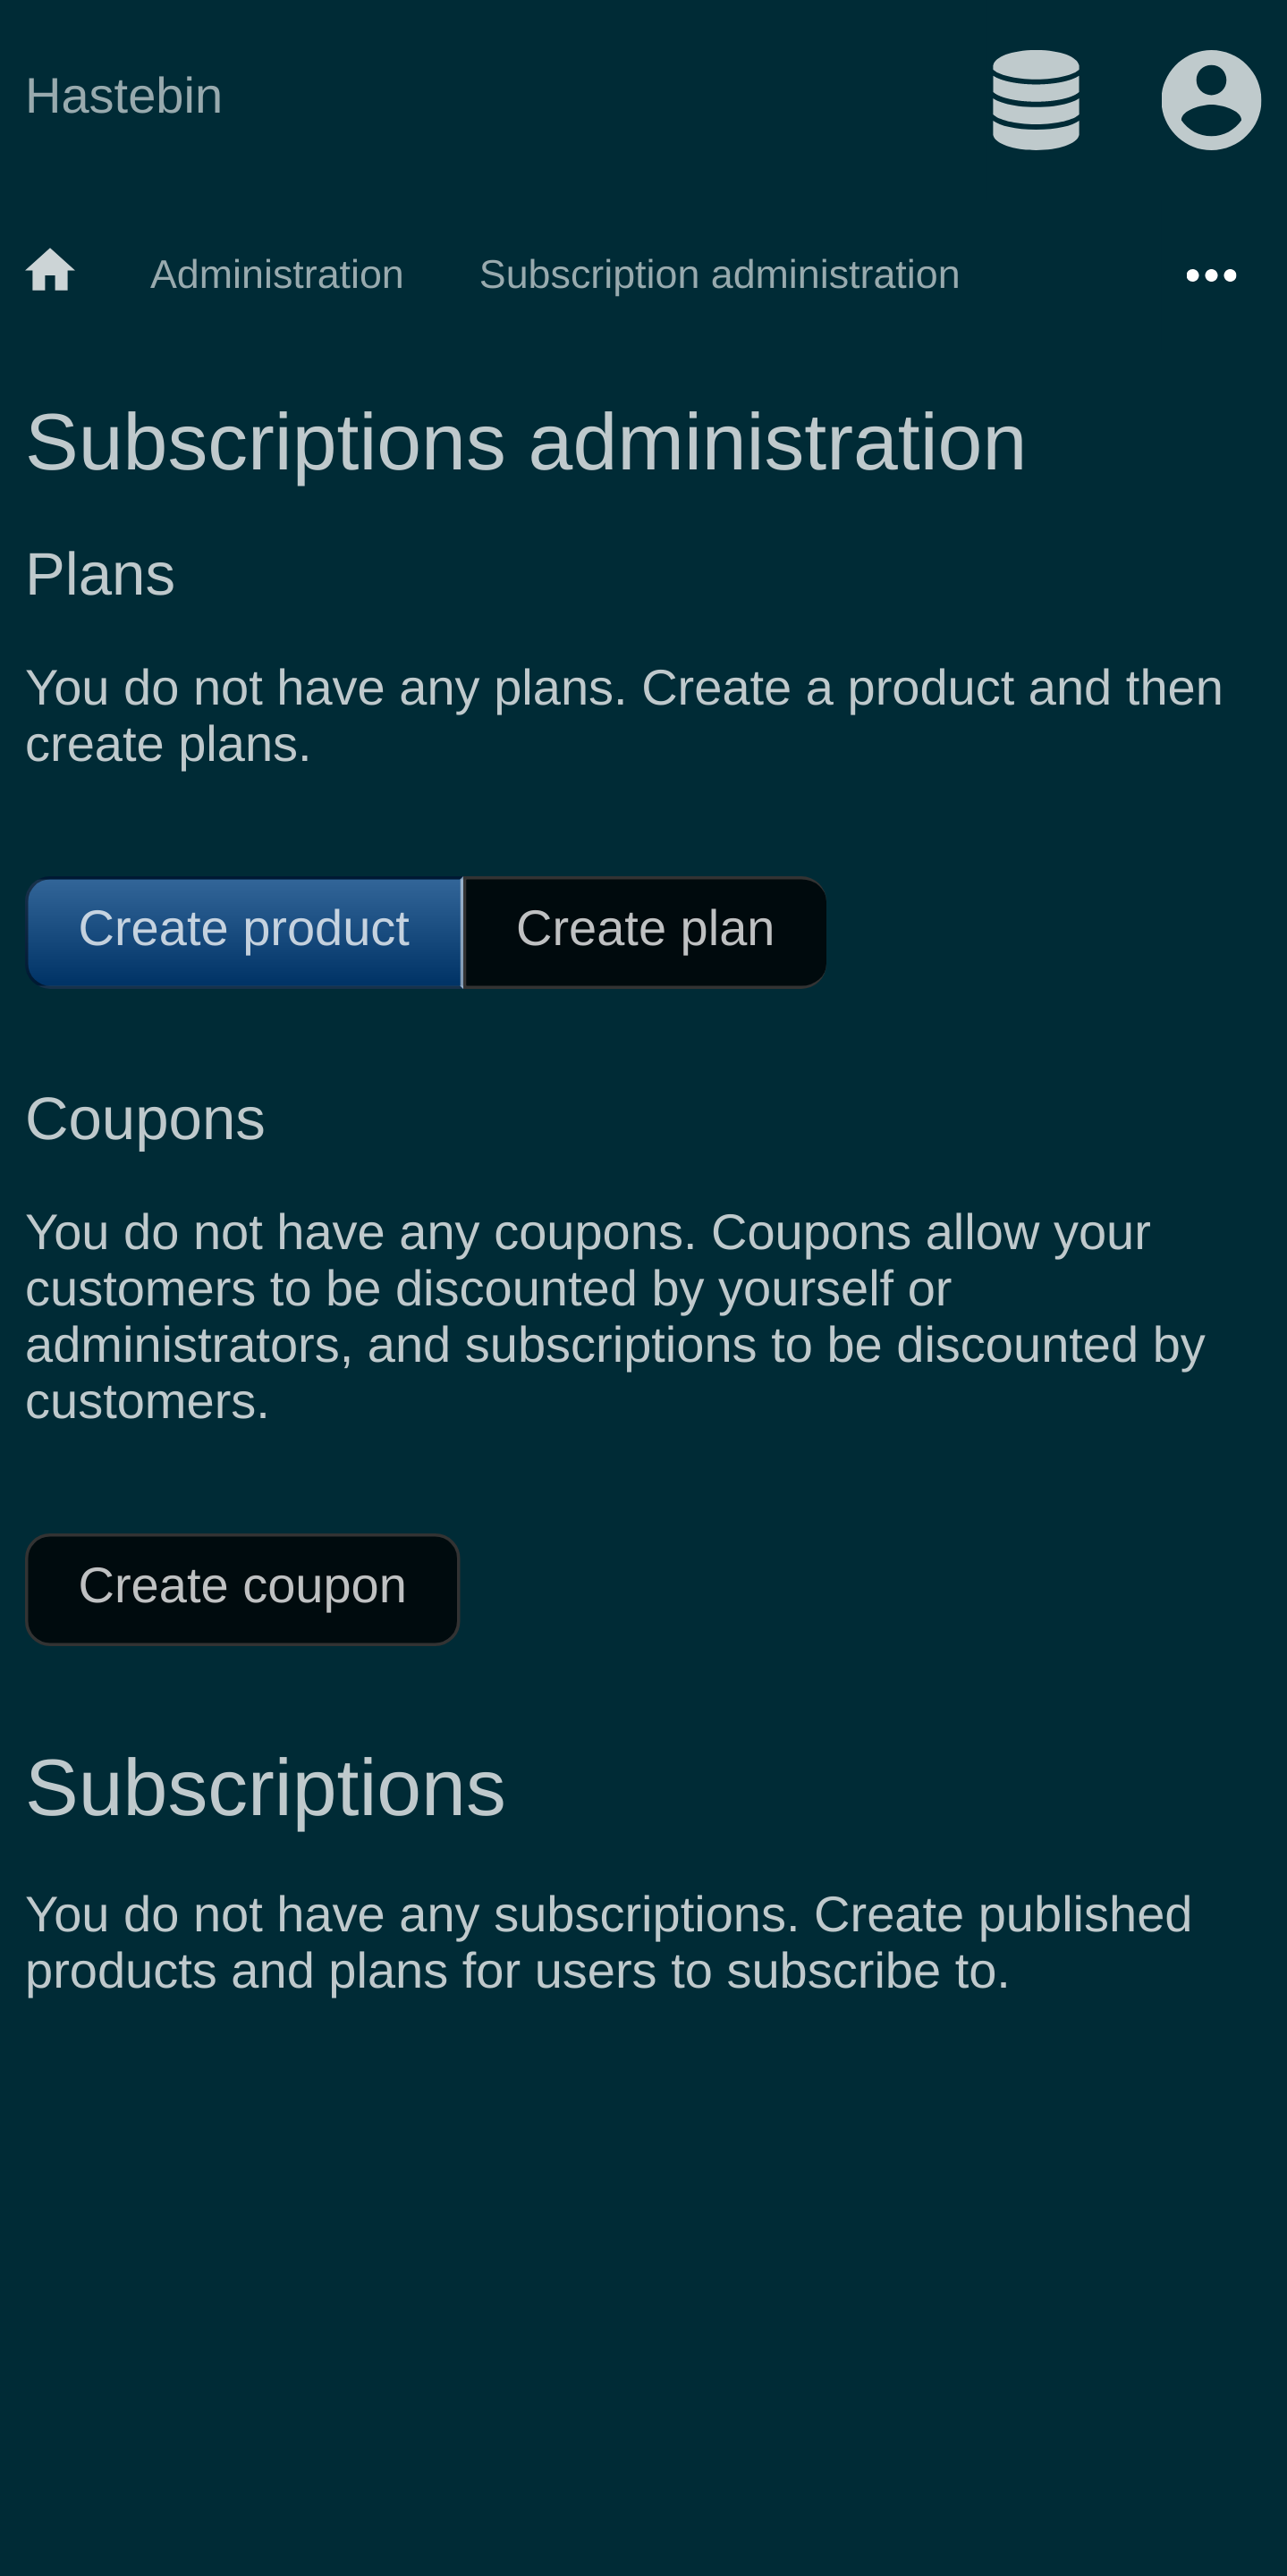 Hastebin
Administration Subscription administration
Subscriptions administration
Plans
You do not have any plans. Create a product and then
create plans.
Create product Create plan
Coupons
You do not have any coupons. Coupons allow your
customers to be discounted by yourself or
administrators, and subscriptions to be discounted by
customers.
Create coupon
Subscriptions
You do not have any subscriptions. Create published
products and plans for users to subscribe to.